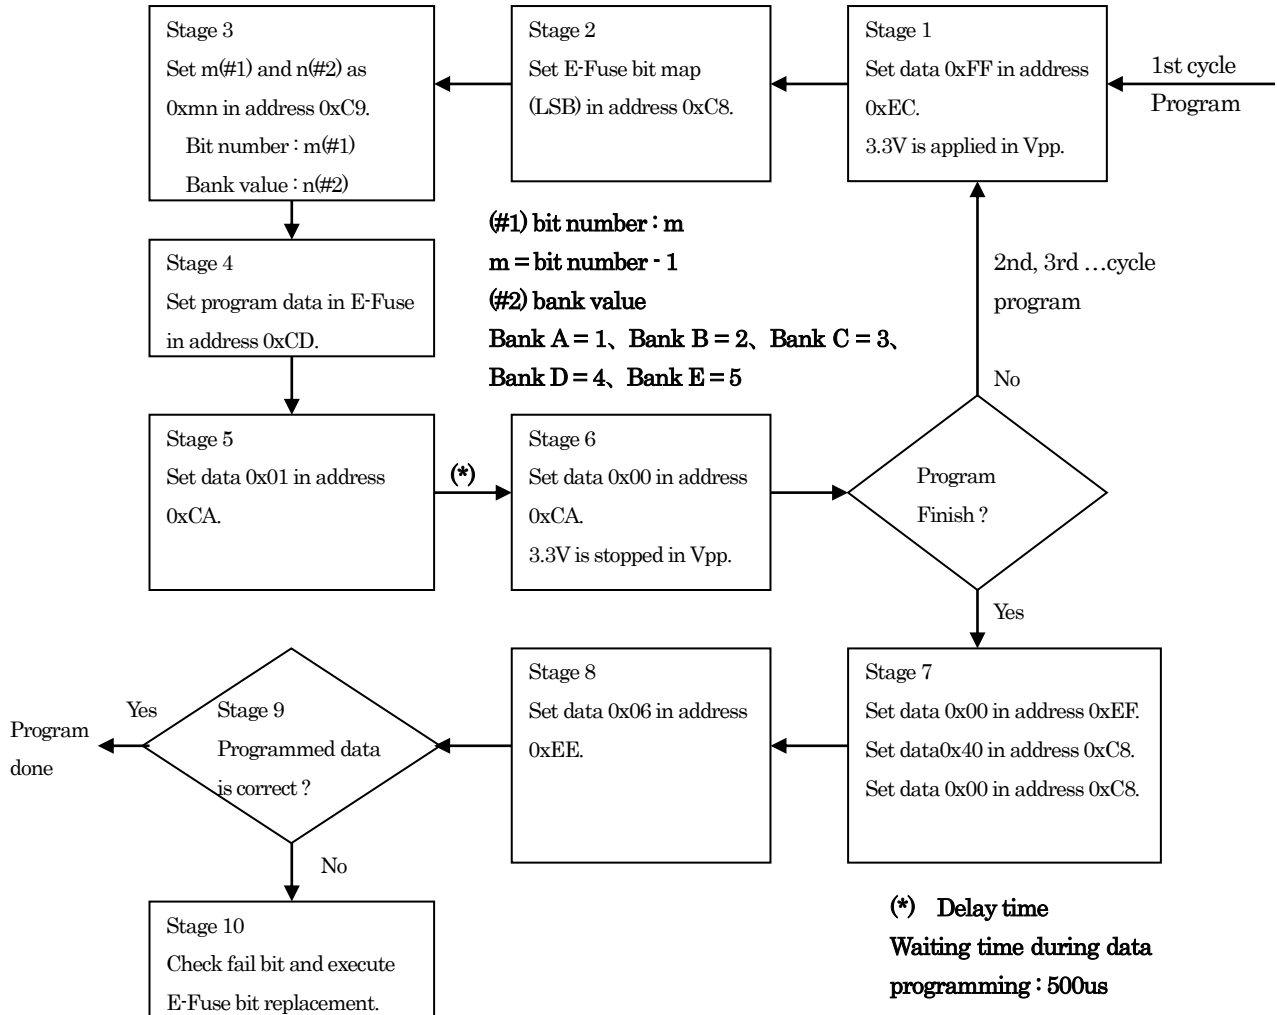 Stage 3
Set m(#1) and n(#2) as
0xmn in address 0xC9.
Bit number : m(#1)
Bank value : n(#2)
Stage 2
Set E-Fuse bit map
(LSB) in address 0xC8.
Stage 1
Set data 0xFF in address
0xEC.
3.3V is applied in Vpp.
1st cycle
Program
(#1) bit number : m
m = bit number - 1
(#2) bank value
Bank A = 1、Bank B = 2、Bank C = 3、
Bank D = 4、Bank E = 5
2nd, 3rd …cycle
program
No
Stage 4
Set program data in E-Fuse
in address 0xCD.
Stage 5
Set data 0x01 in address
0xCA.
(*)
Stage 6
Set data 0x00 in address
0xCA.
3.3V is stopped in Vpp.
Program
Finish ?
Yes
Stage 7
Set data 0x00 in address 0xEF.
Set data0x40 in address 0xC8.
Set data 0x00 in address 0xC8.
Stage 8
Set data 0x06 in address
0xEE.
Stage 9
Programmed data
is correct ?
Yes
Program
done
No
Stage 10
Check fail bit and execute
E-Fuse bit replacement.
(*) Delay time
Waiting time during data
programming : 500us